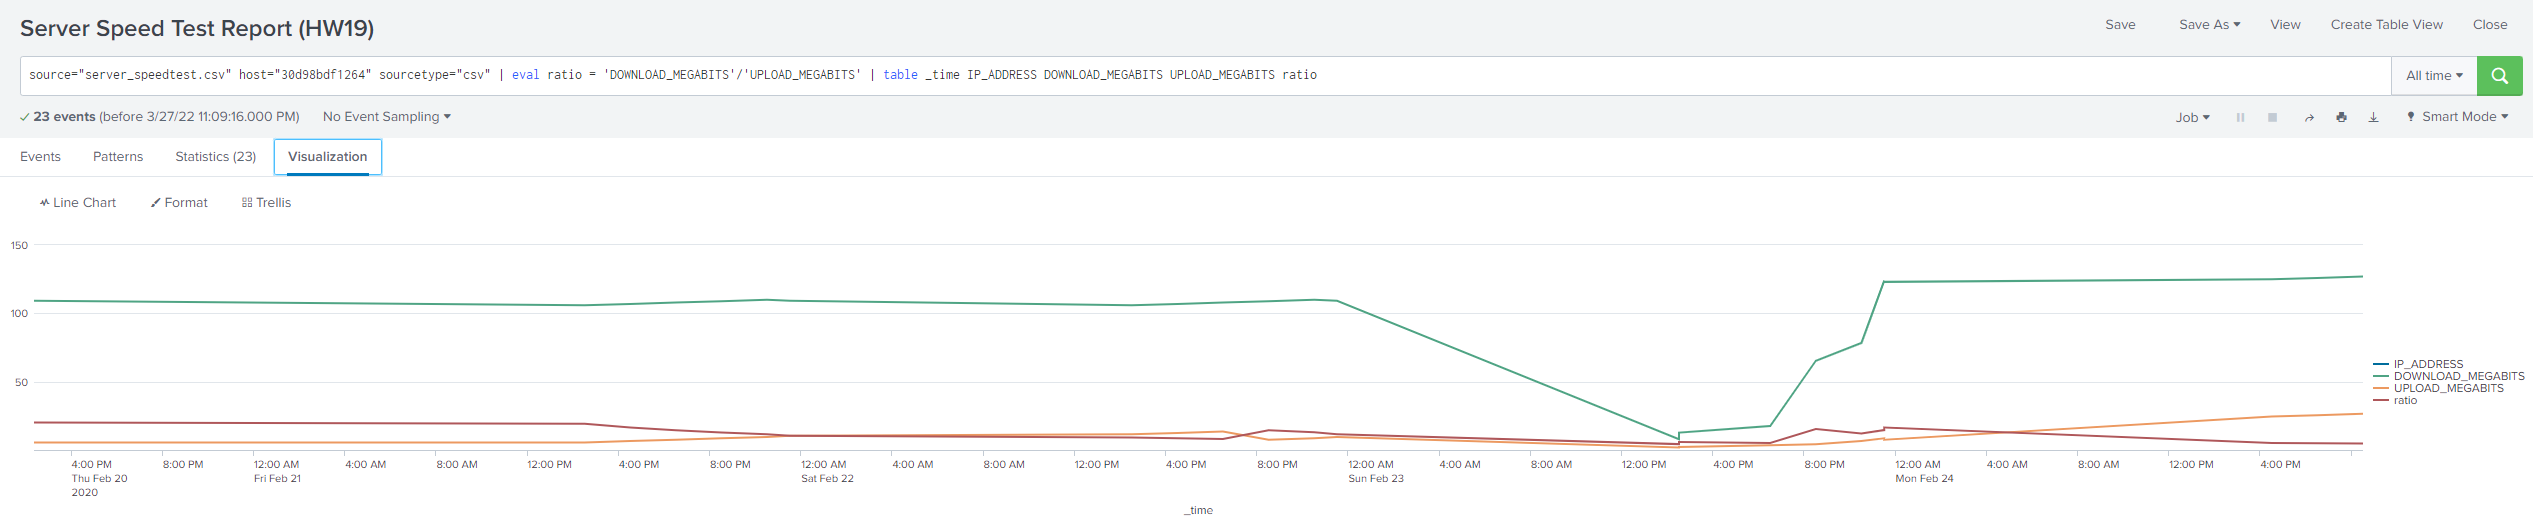 Server Speed Test Report (HW19)
Save Save As View Create Table View Close
source="server_speedtest.csv" host="30d98bdf1264" sourcetype="csv" | eval ratio = 'DOWNLOAD_MEGABITS'/'UPLOAD_MEGABITS' | table _time IP_ADDRESS DOWNLOAD_MEGABITS UPLOAD_MEGABITS ratio
All time
23 events (before 3/27/22 11:09:16.000 PM) No Event Sampling
Job Smart Mode
Events Patterns Statistics (23) Visualization
Line Chart Format Trellis
150
100
50
IP_ADDRESS
DOWNLOAD_MEGABITS
UPLOAD_MEGABITS
ratio
4:00 PM 8:00 PM 12:00 AM 4:00 AM 8:00 AM 12:00 PM 4:00 PM 8:00 PM 12:00 AM 4:00 AM 8:00 AM 12:00 PM 4:00 PM 8:00 PM 12:00 AM 4:00 AM 8:00 AM 12:00 PM 4:00 PM 8:00 PM 12:00 AM 4:00 AM 8:00 AM 12:00 PM 4:00 PM
Thu Feb 20 Fri Feb 21 Sat Feb 22 Sun Feb 23 Mon Feb 24
2020
_time